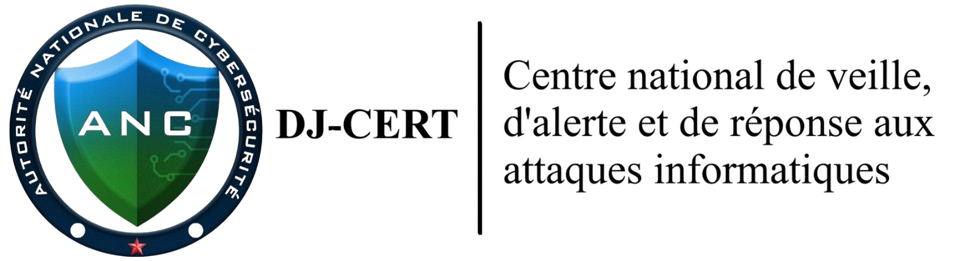 AUTORITÉ NATIONALE DE CYBERSÉCURITÉ
ANC
DJ-CERT
Centre national de veille,
d'alerte et de réponse aux
attaques informatiques